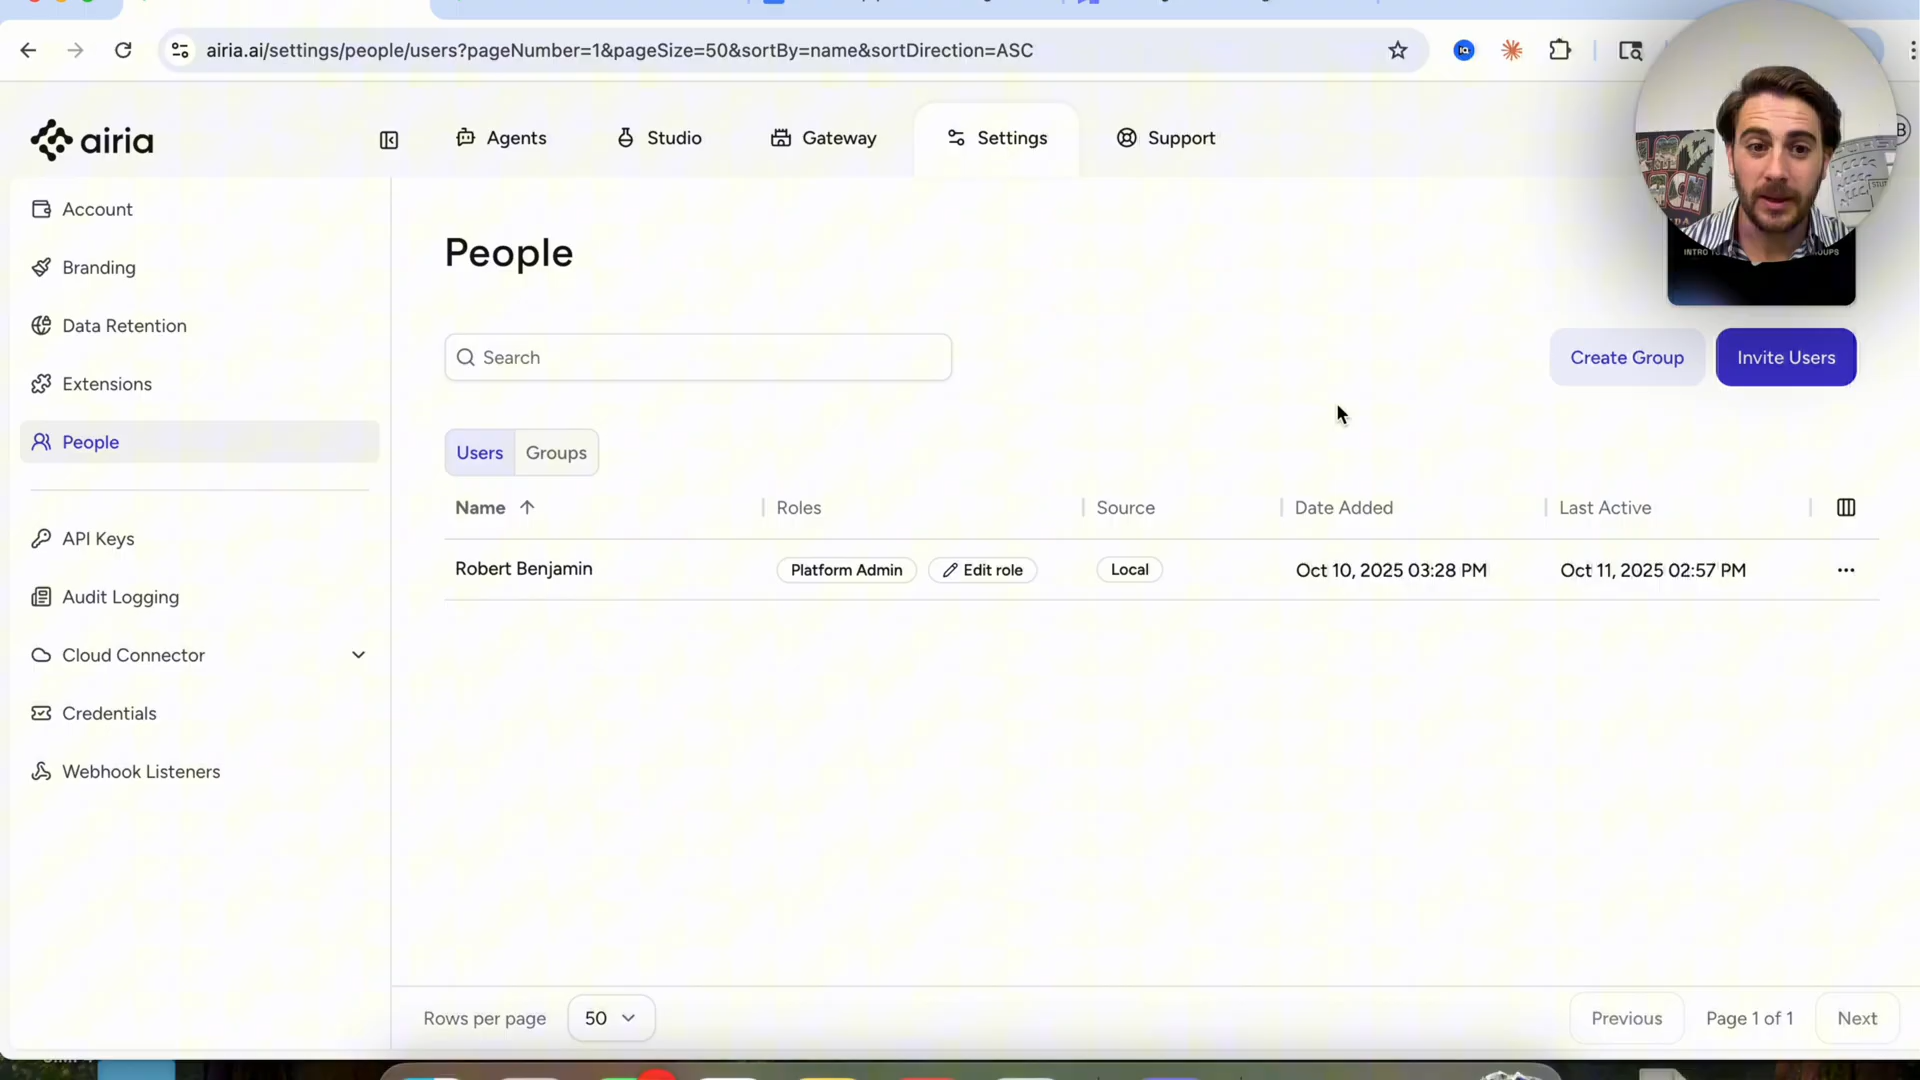 airia.ai/settings/people/users?pageNumber=1&pageSize=50&sortBy=name&sortDirection=ASC
airia
Agents
Studio
Gateway
Settings
Support
B
Account
Branding
Data Retention
Extensions
People
API Keys
Audit Logging
Cloud Connector
Credentials
Webhook Listeners
People
INTRO
Search
Create Group
Invite Users
Users
Groups
Name
Roles
Source
Date Added
Last Active
Robert Benjamin
Platform Admin
Edit role
Local
Oct 10, 2025 03:28 PM
Oct 11, 2025 02:57 PM
Rows per page
50
Previous
Page 1 of 1
Next